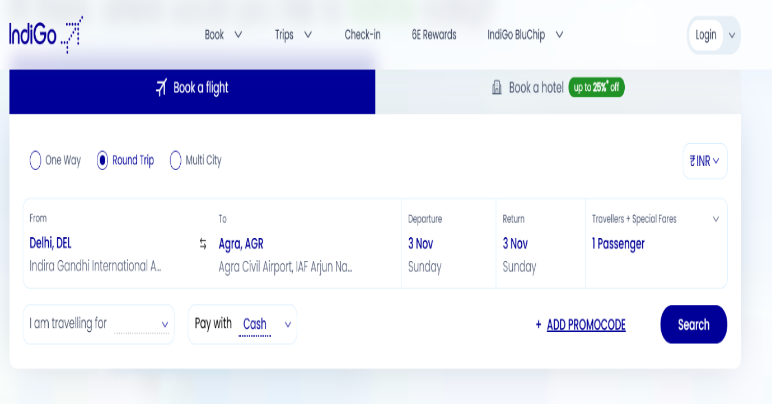 IndiGo
Book Trips Check-in 6E Rewards IndiGo BluChip Login
Book a flight
Book a hotel up to 25%* off
One Way Round Trip Multi City
₹ INR
From To Departure Return Travellers + Special Fares
Delhi, DEL Agra, AGR 3 Nov 3 Nov 1 Passenger
Indira Gandhi International A... Agra Civil Airport, IAF Arjun Na... Sunday Sunday
I am travelling for Pay with Cash + ADD PROMOCODE Search